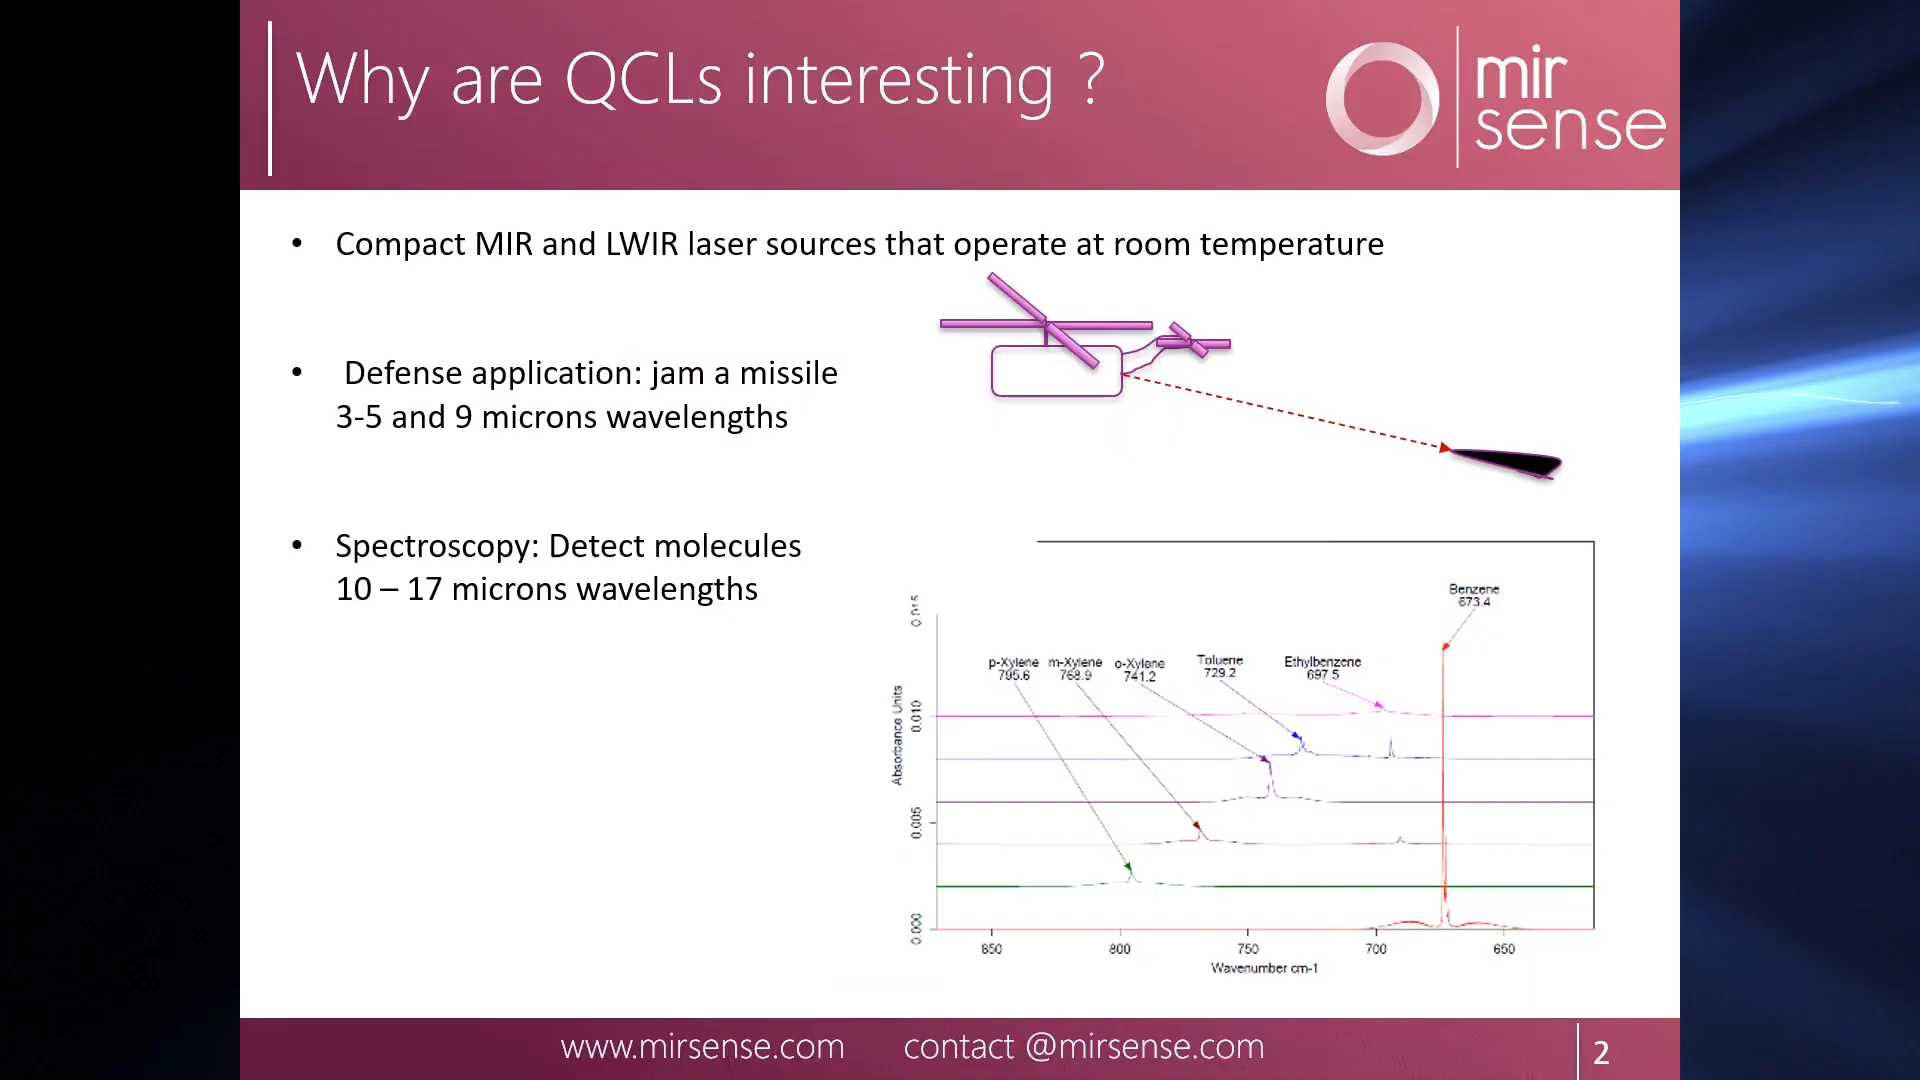 Why are QCLs interesting ?
mir
sense
• Compact MIR and LWIR laser sources that operate at room temperature
• Defense application: jam a missile
3-5 and 9 microns wavelengths
• Spectroscopy: Detect molecules
10 – 17 microns wavelengths
Benzene
673.4
p-Xylene m-Xylene o-Xylene Toluene Ethylbenzene
795.6 768.9 741.2 729.2 697.5
Absorbance Units
0.015
0.010
0.005
0.000
850 800 750 700 650
Wavenumber cm-1
www.mirsense.com contact @mirsense.com
2